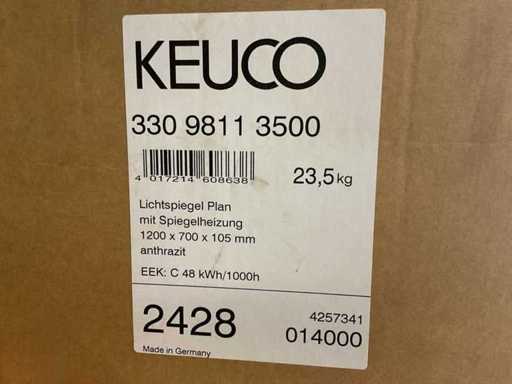 KEUCO
330 9811 3500
4 017214 608638
23,5 kg
Lichtspiegel Plan
mit Spiegelheizung
1200 x 700 x 105 mm
anthrazit
EEK: C 48 kWh/1000h
2428
4257341
014000
Made in Germany